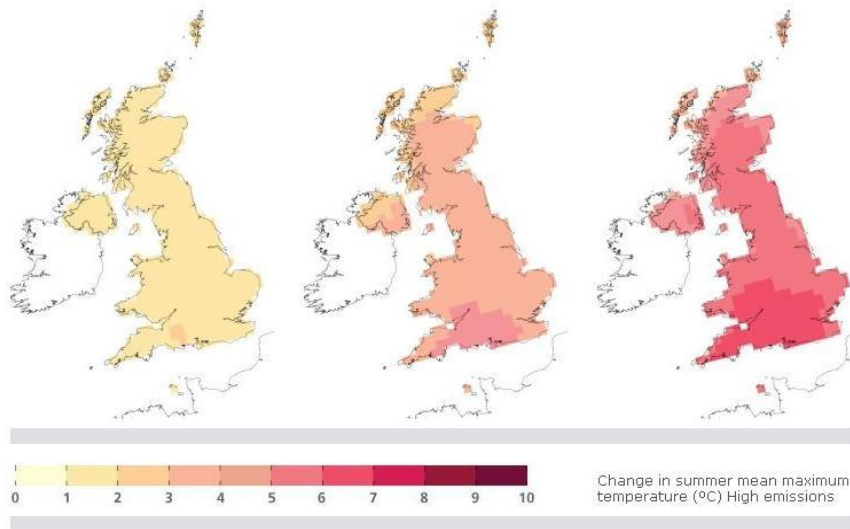 0 1 2 3 4 5 6 7 8 9 10
Change in summer mean maximum
temperature (ºC) High emissions